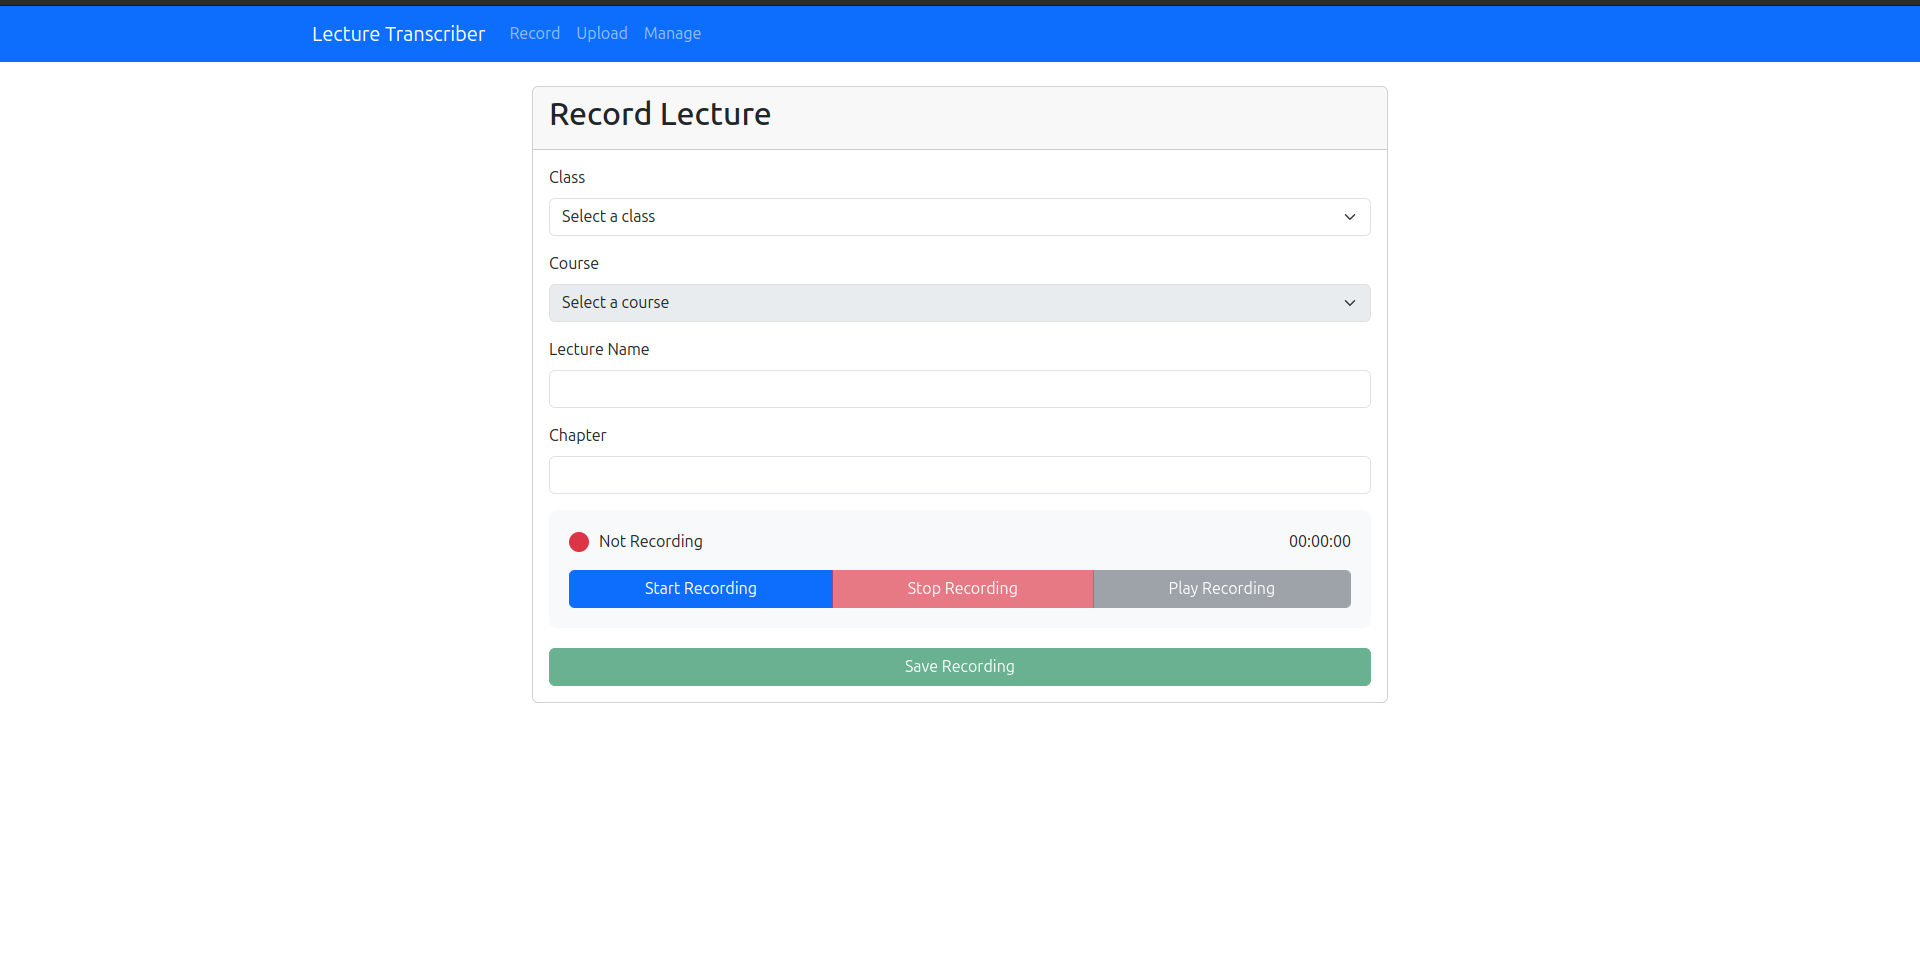 Lecture Transcriber Record Upload Manage
Record Lecture
Class
Select a class
Course
Select a course
Lecture Name
Chapter
Not Recording 00:00:00
Start Recording Stop Recording Play Recording
Save Recording